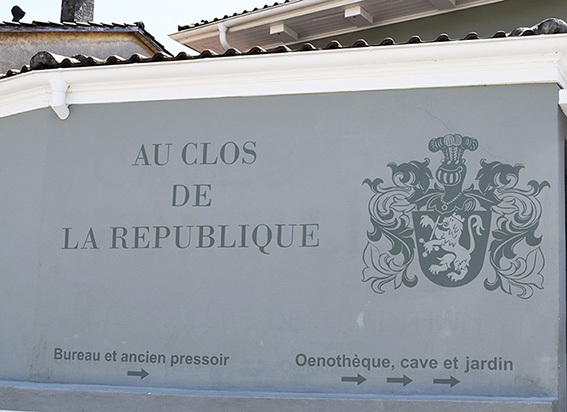 AU CLOS
DE
LA REPUBLIQUE
Bureau et ancien pressoir
Oenothèque, cave et jardin